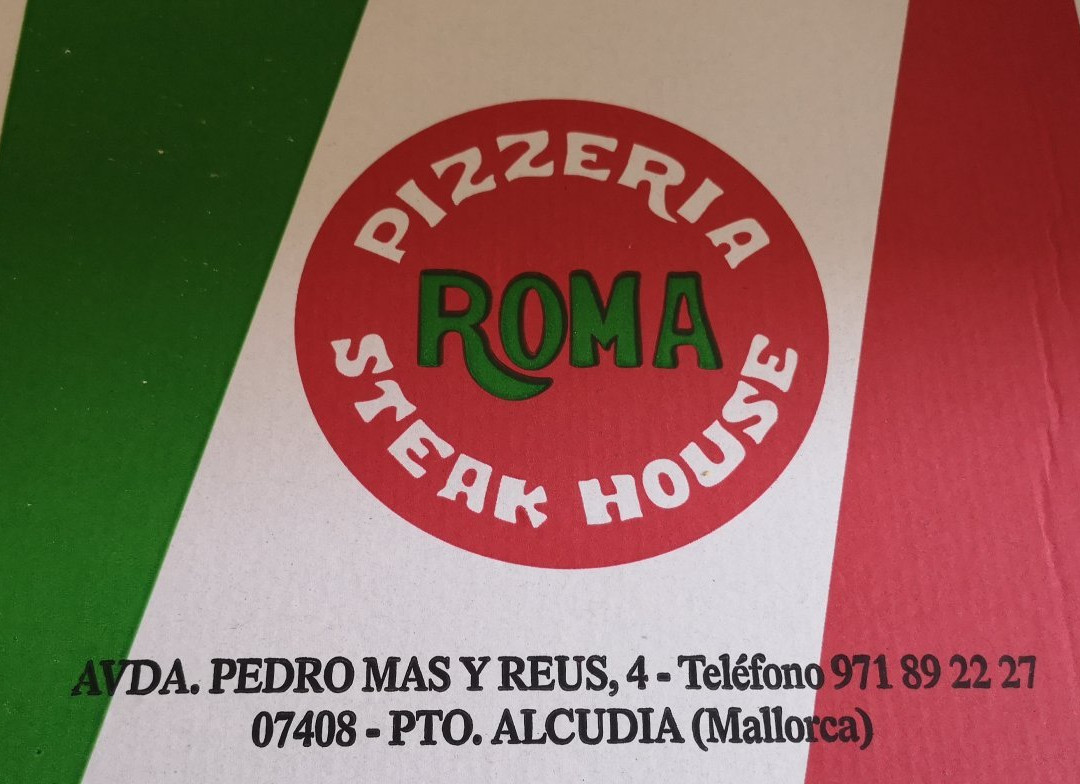 PIZZERIA
ROMA
STEAK HOUSE
AVDA. PEDRO MAS Y REUS, 4 - Teléfono 971 89 22 27
07408 - PTO. ALCUDIA (Mallorca)